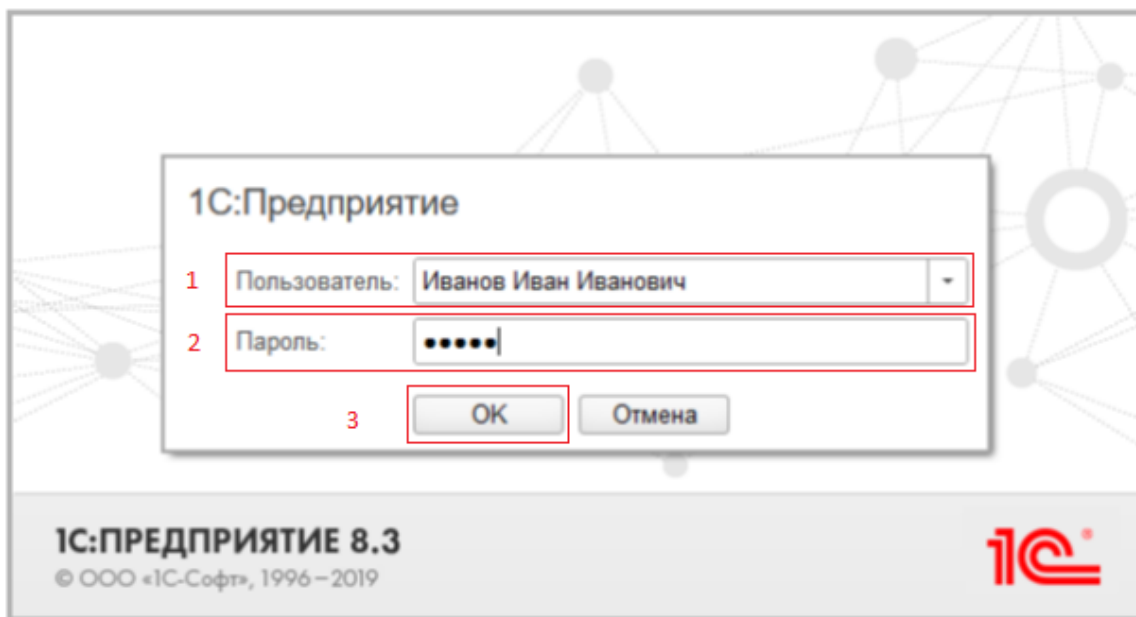 1С:Предприятие
1 Пользователь: Иванов Иван Иванович
2 Пароль: •••••
3 OK Отмена
1С:ПРЕДПРИЯТИЕ 8.3
© ООО «1С-Софт», 1996–2019
1С®